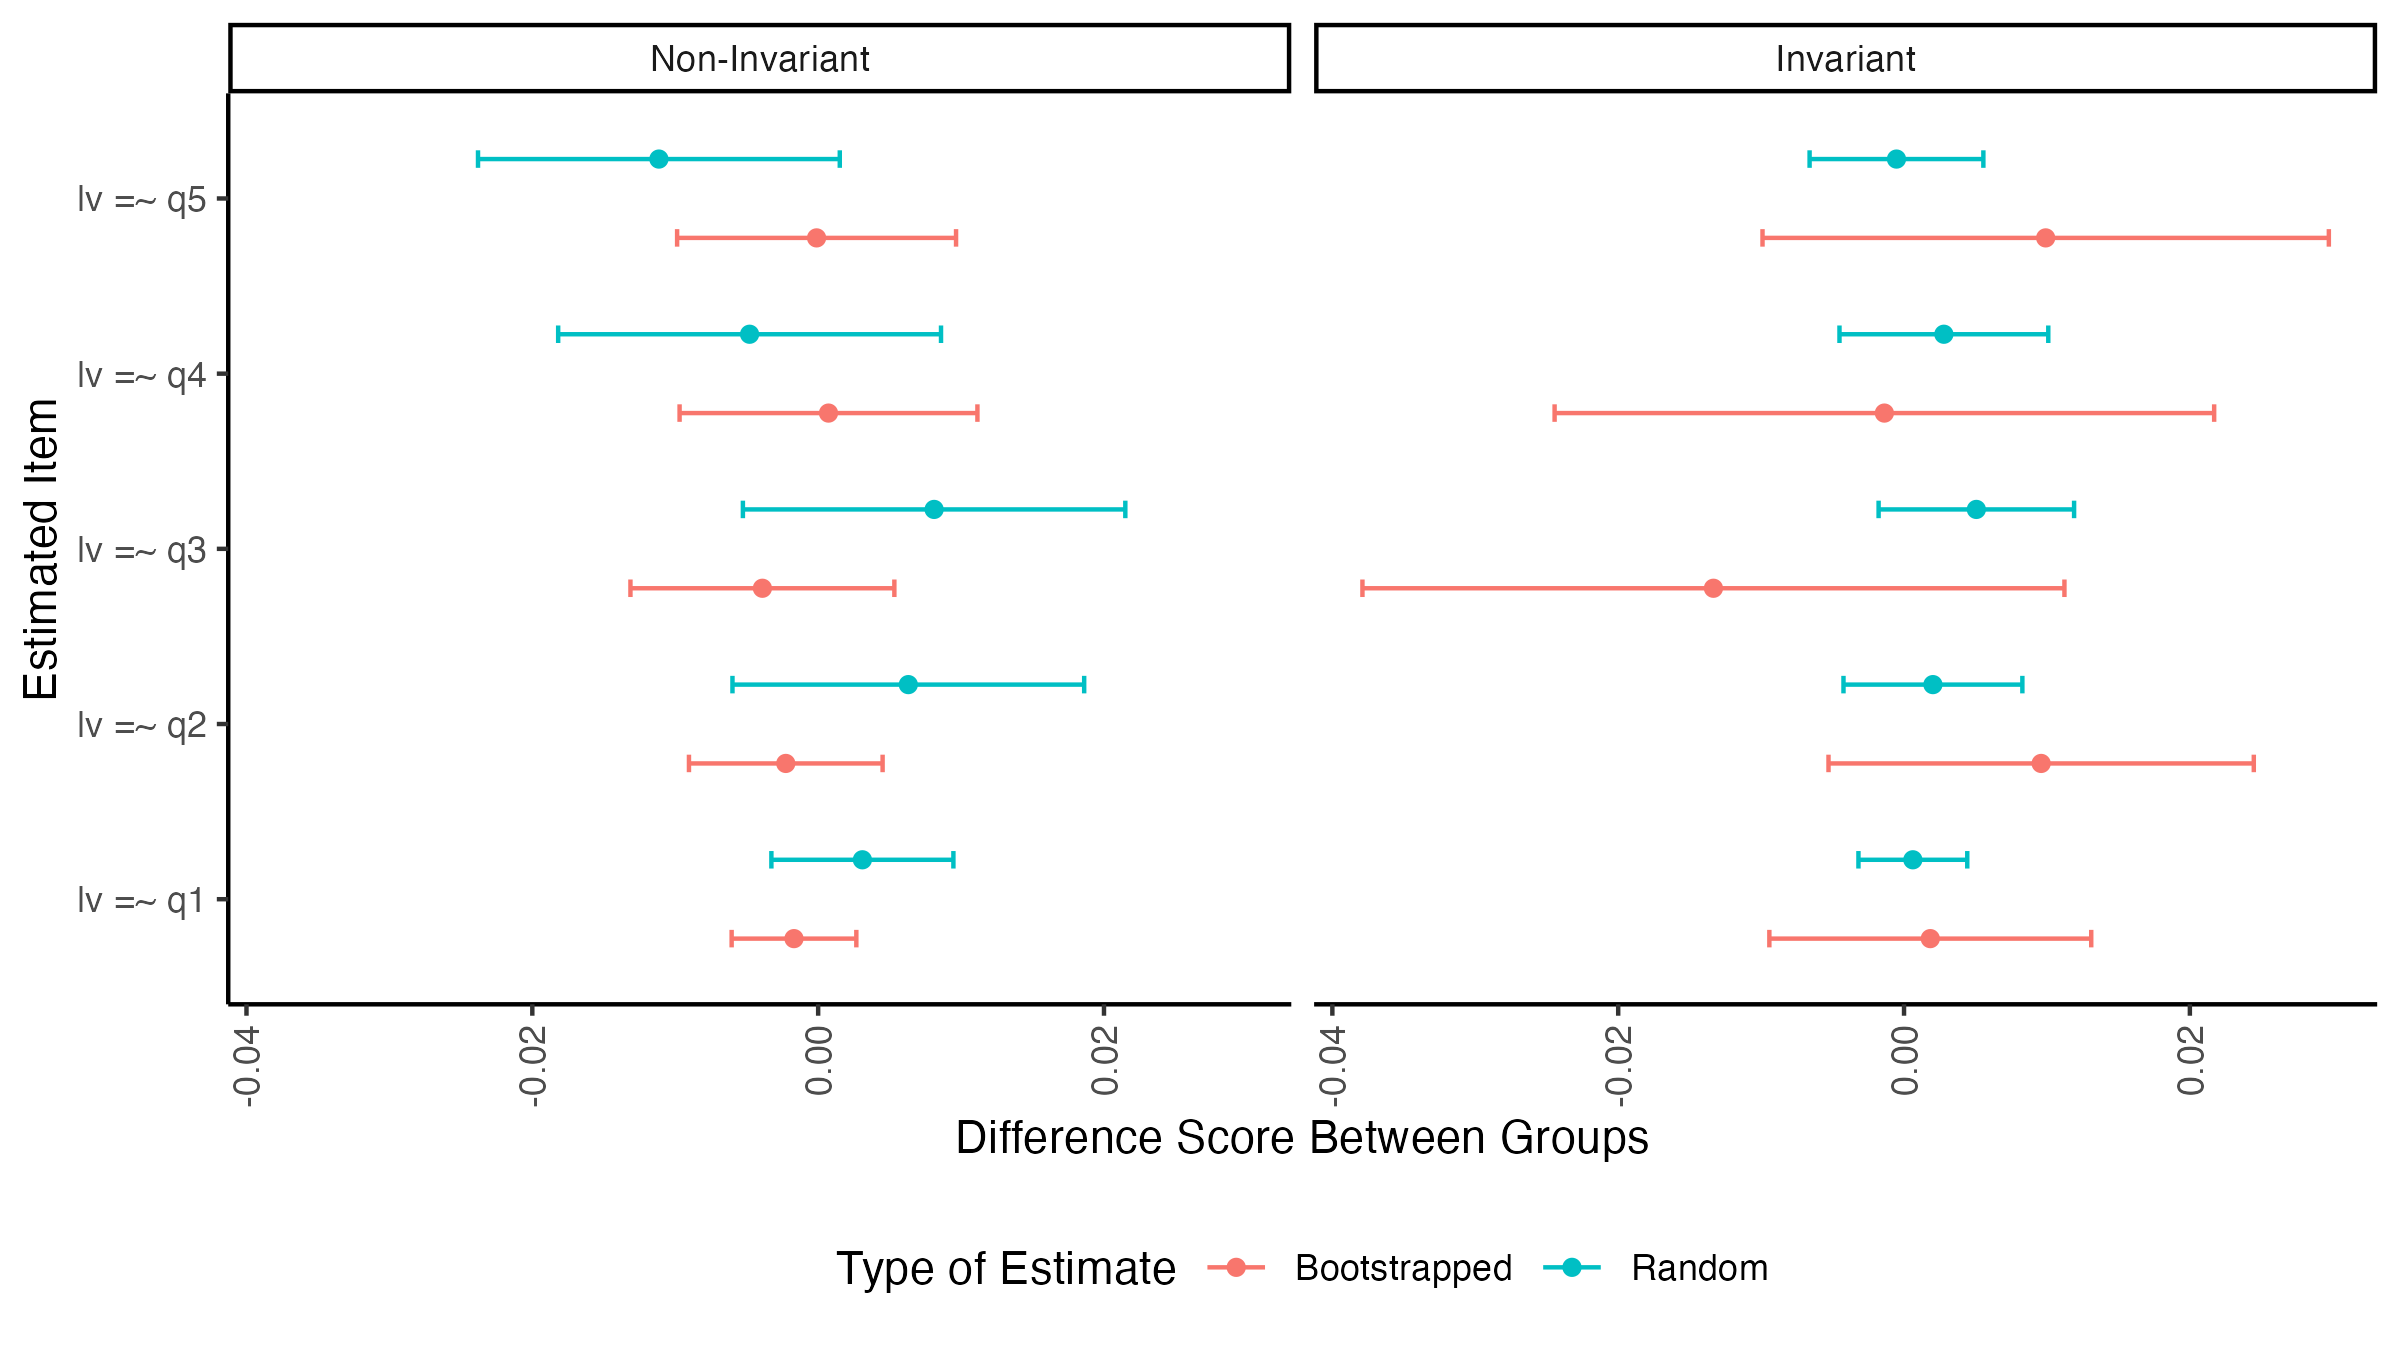 Non-Invariant
Invariant
Estimated Item
lv =~ q5
lv =~ q4
lv =~ q3
lv =~ q2
lv =~ q1
-0.04
-0.02
0.00
0.02
-0.04
-0.02
0.00
0.02
Difference Score Between Groups
Type of Estimate Bootstrapped Random